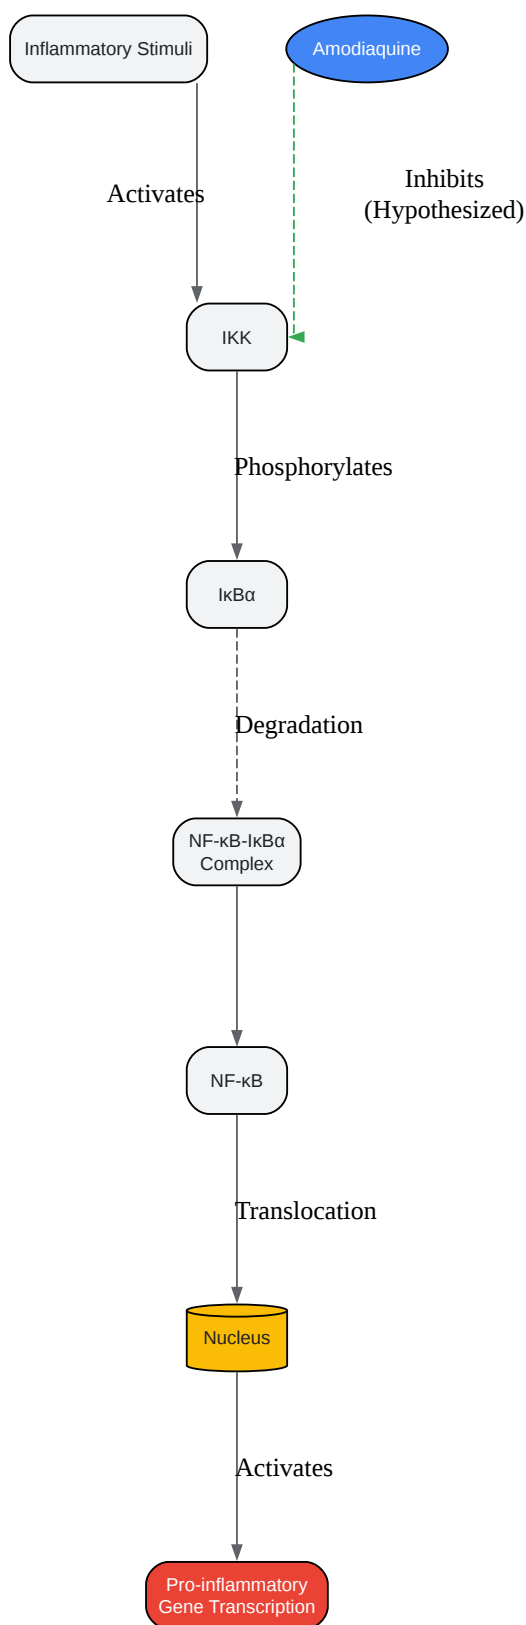 Inflammatory Stimuli
Amodiaquine
Activates
Inhibits
(Hypothesized)
IKK
Phosphorylates
IκBα
Degradation
NF-κB-IκBα
Complex
NF-κB
Translocation
Nucleus
Activates
Pro-inflammatory
Gene Transcription